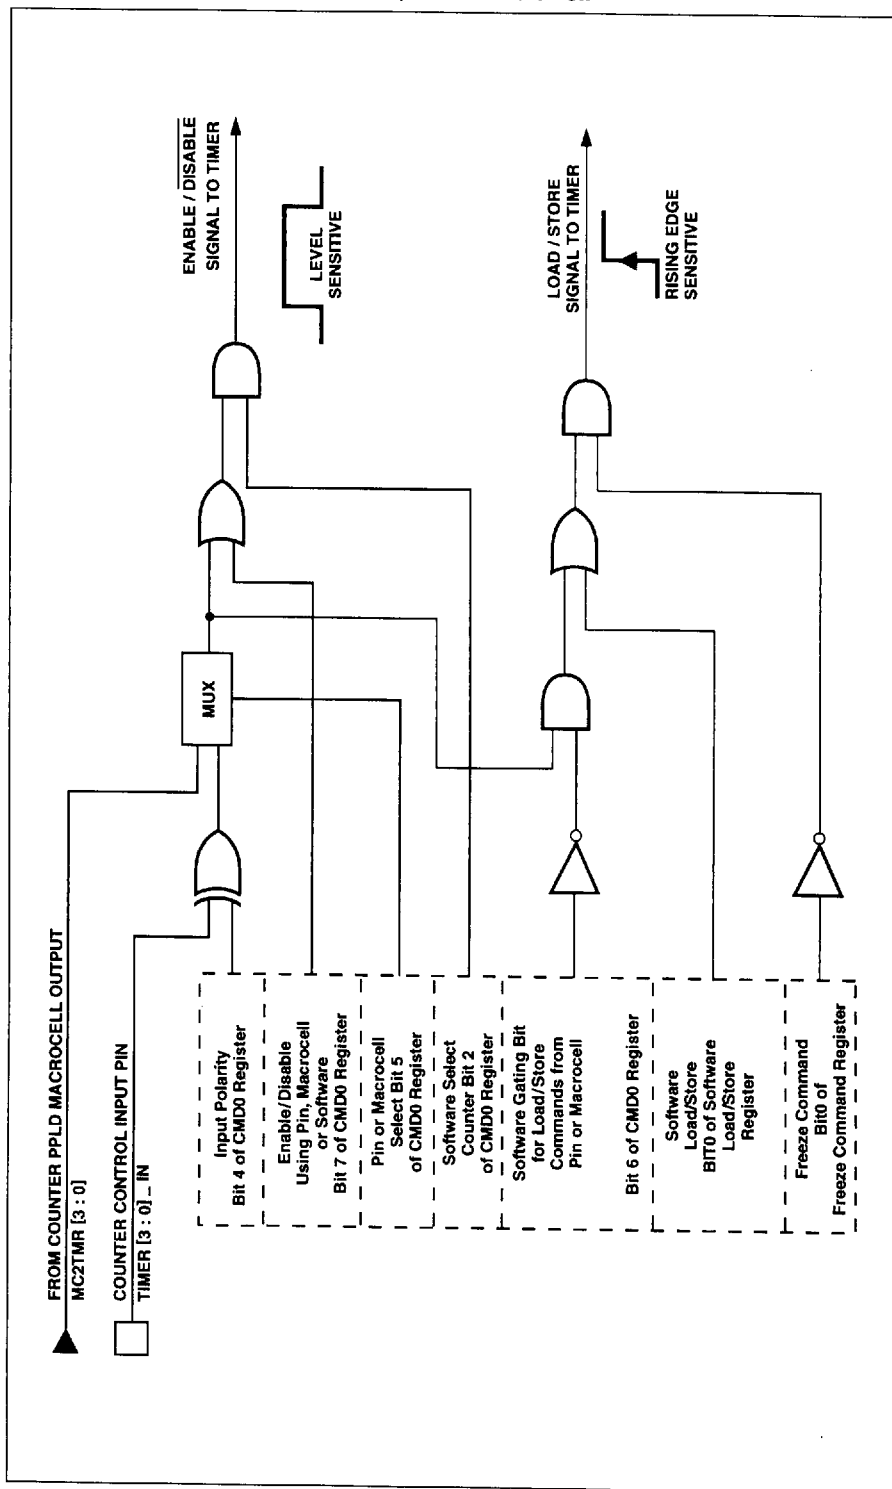 FROM COUNTER PPLD MACROCELL OUTPUT
MC2TMR [3 : 0]
COUNTER CONTROL INPUT PIN
TIMER [3 : 0]_ IN
Input Polarity
Bit 4 of CMD0 Register
Enable/Disable
Using Pin, Macrocell
or Software
Bit 7 of CMD0 Register
Pin or Macrocell
Select Bit 5
of CMD0 Register
Software Select
Counter Bit 2
of CMD0 Register
Software Gating Bit
for Load/Store
Commands from
Pin or Macrocell
Bit 6 of CMD0 Register
Software
Load/Store
BIT0 of Software
Load/Store
Register
Freeze Command
Bit0 of
Freeze Command Register
MUX
ENABLE / DISABLE
SIGNAL TO TIMER
LEVEL
SENSITIVE
LOAD / STORE
SIGNAL TO TIMER
RISING EDGE
SENSITIVE